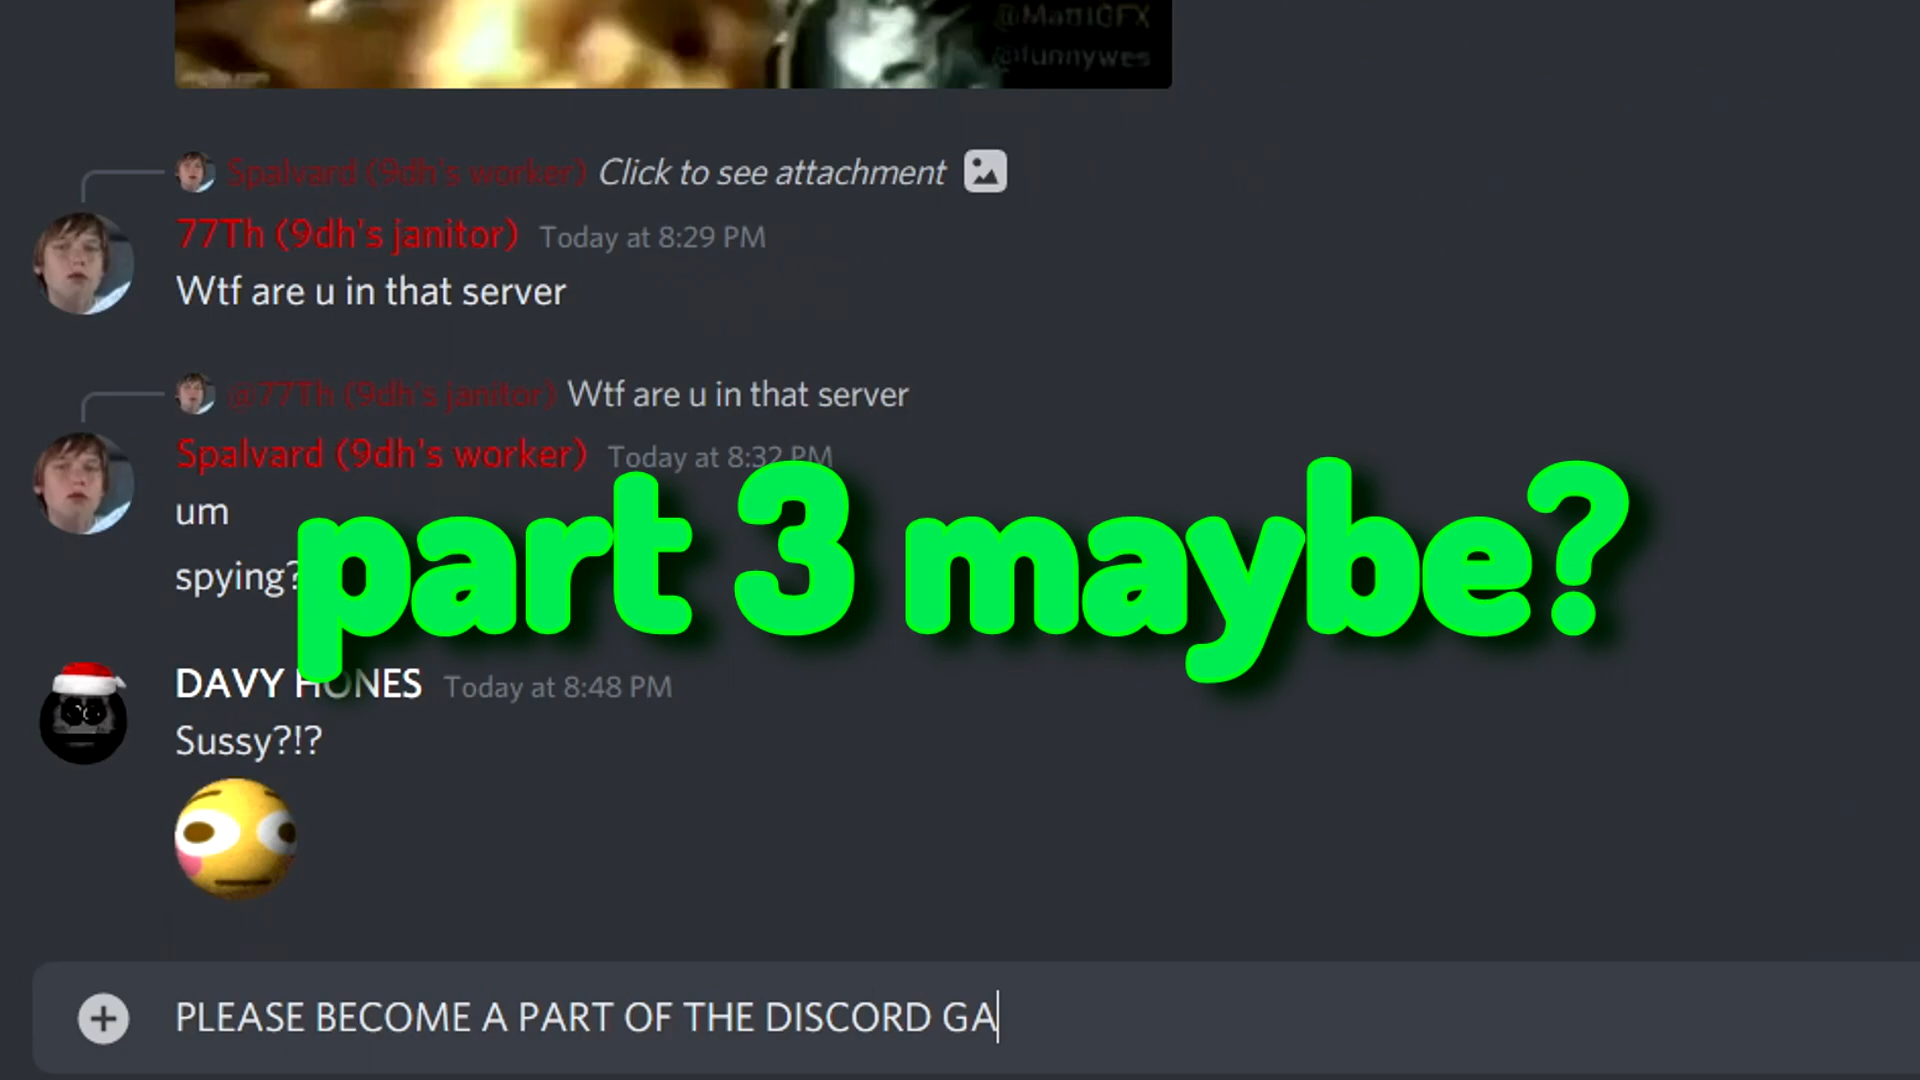 @MattIGFX
@funnywes
Spalvard (9dh's worker) Click to see attachment
77Th (9dh's janitor) Today at 8:29 PM
Wtf are u in that server
@77Th (9dh's janitor) Wtf are u in that server
Spalvard (9dh's worker) Today at 8:32 PM
um
spying?
part 3 maybe?
DAVY HONES Today at 8:48 PM
Sussy?!?
PLEASE BECOME A PART OF THE DISCORD GA